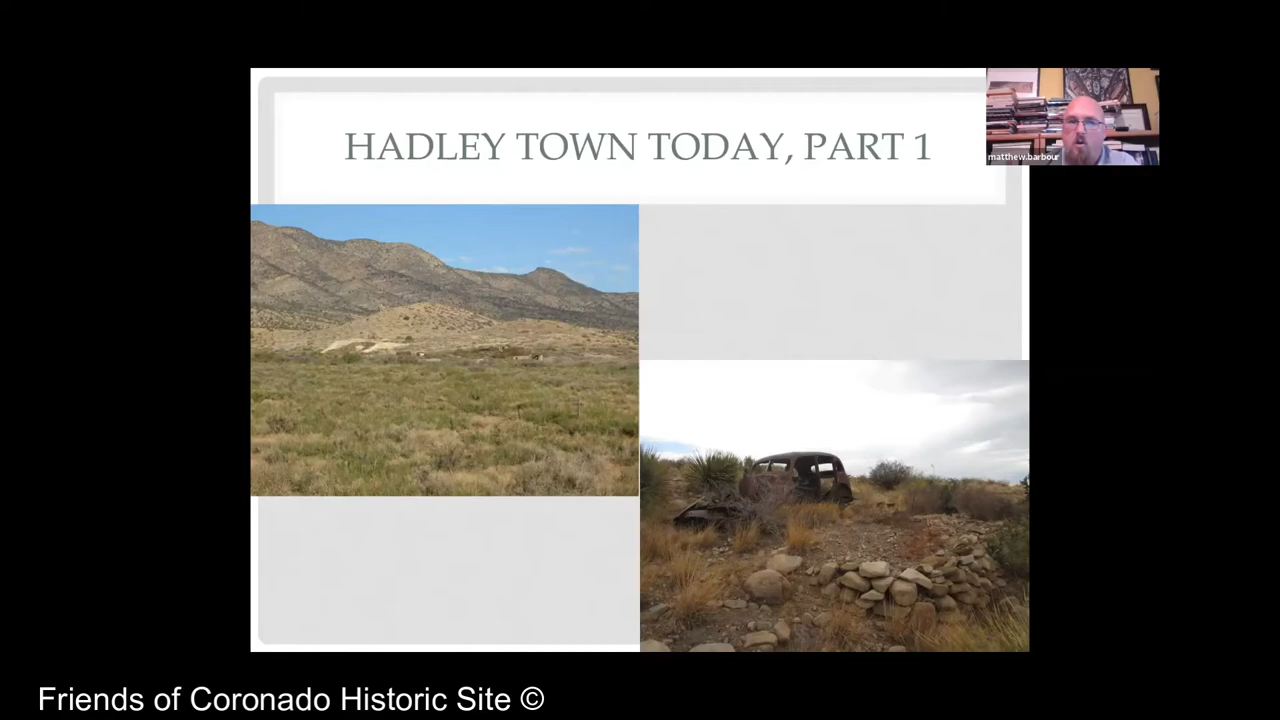 HADLEY TOWN TODAY, PART 1
matthew.barbour
Friends of Coronado Historic Site ©